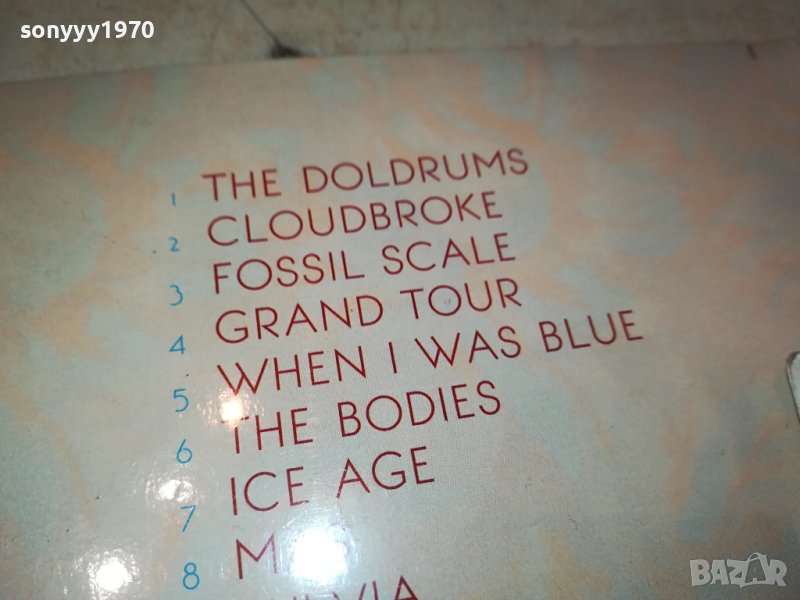 sonyyy1970
1 THE DOLDRUMS
2 CLOUDBROKE
3 FOSSIL SCALE
4 GRAND TOUR
5 WHEN I WAS BLUE
6 THE BODIES
7 ICE AGE
8
BAZAR